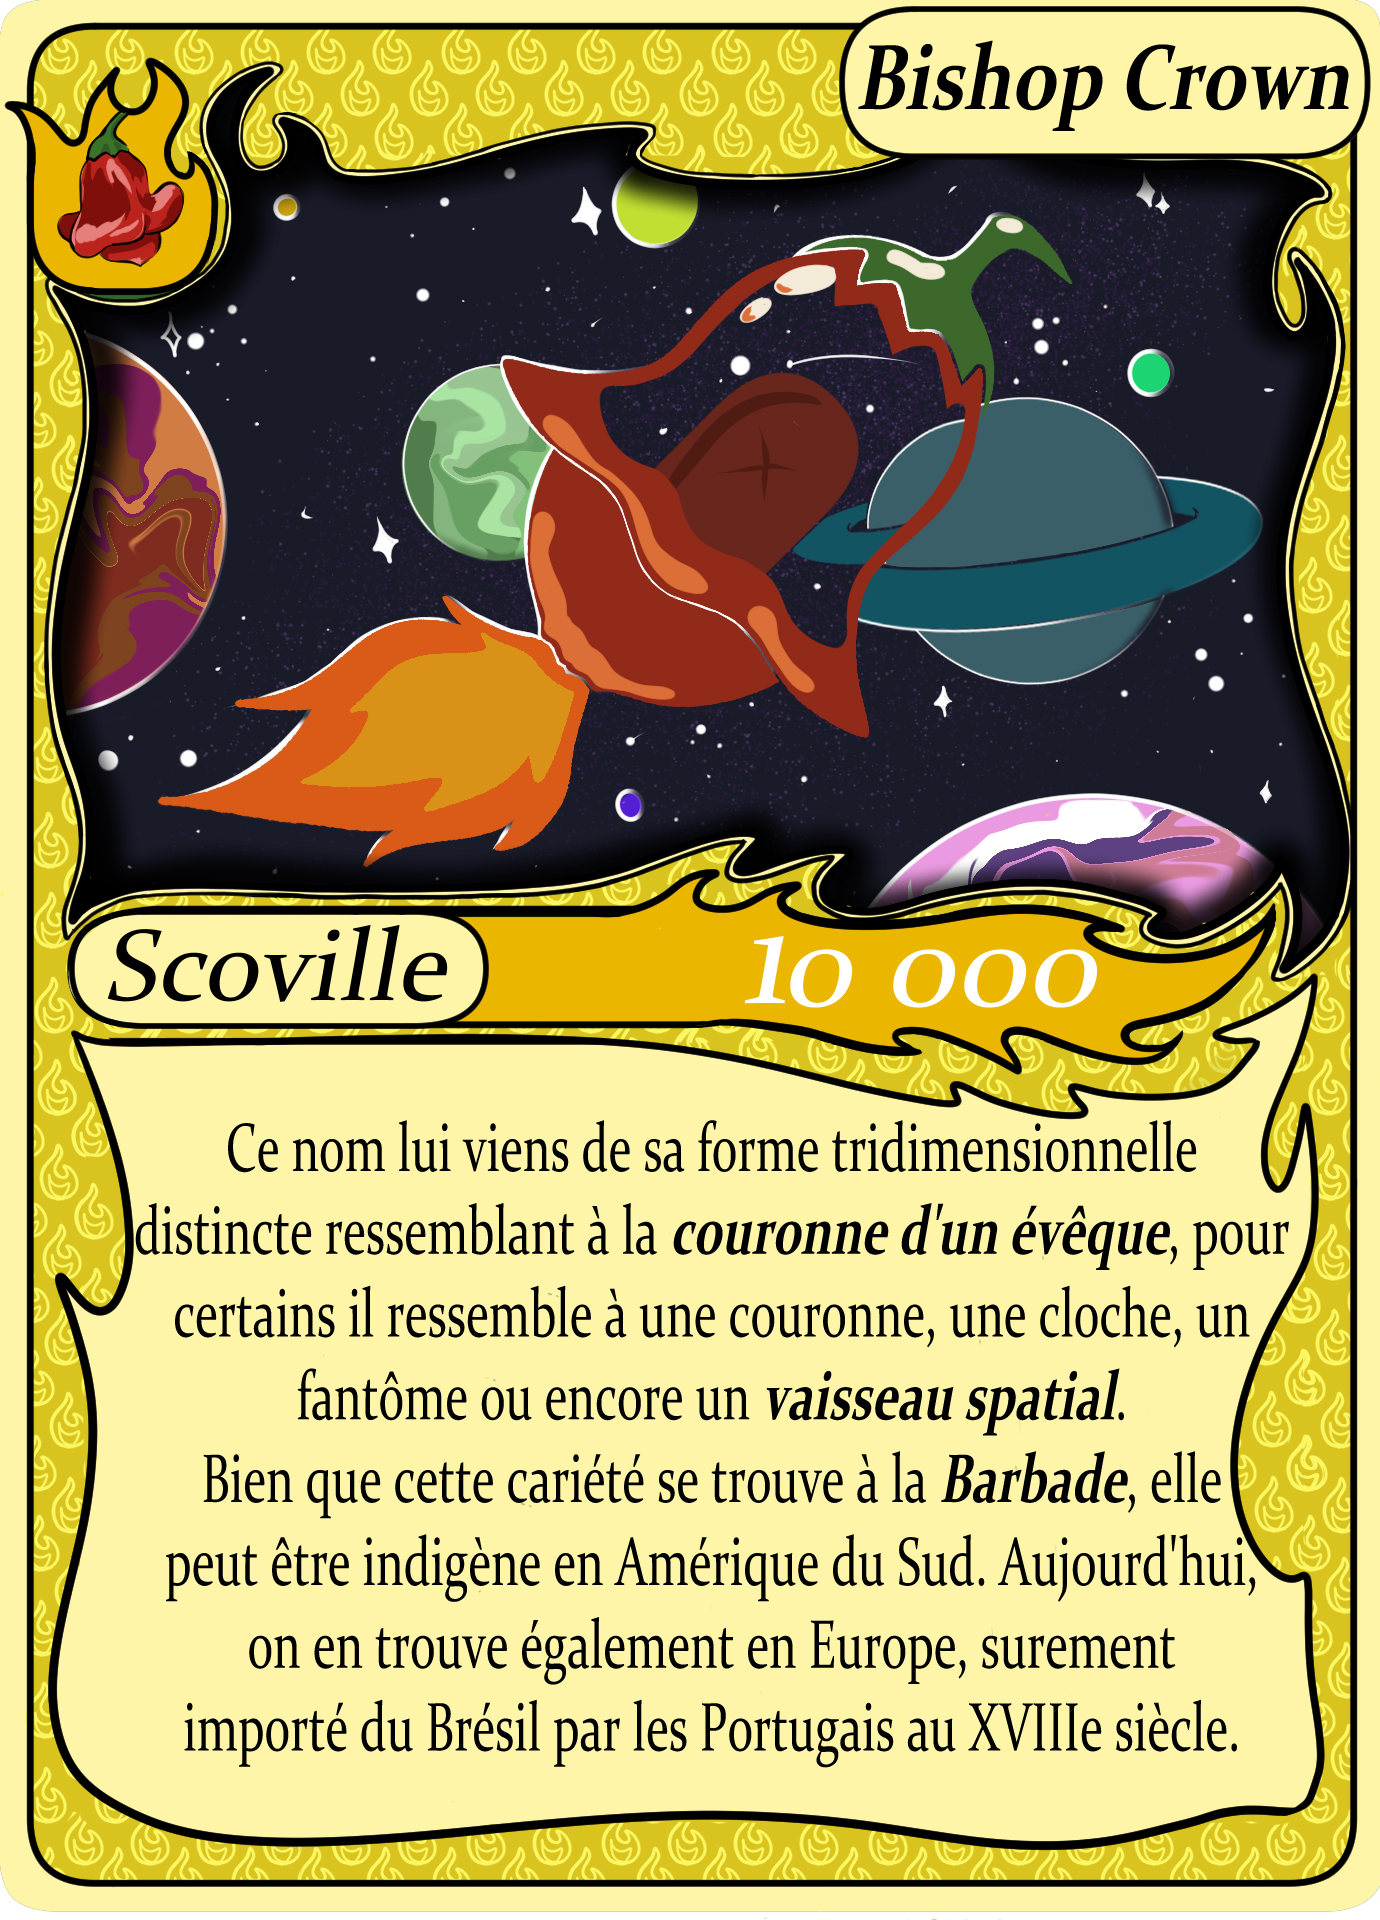 Bishop Crown
Scoville
10 000
Ce nom lui viens de sa forme tridimensionnelle
distincte ressemblant à la couronne d'un évêque, pour
certains il ressemble à une couronne, une cloche, un
fantôme ou encore un vaisseau spatial.
Bien que cette cariété se trouve à la Barbade, elle
peut être indigène en Amérique du Sud. Aujourd'hui,
on en trouve également en Europe, surement
importé du Brésil par les Portugais au XVIIIe siècle.